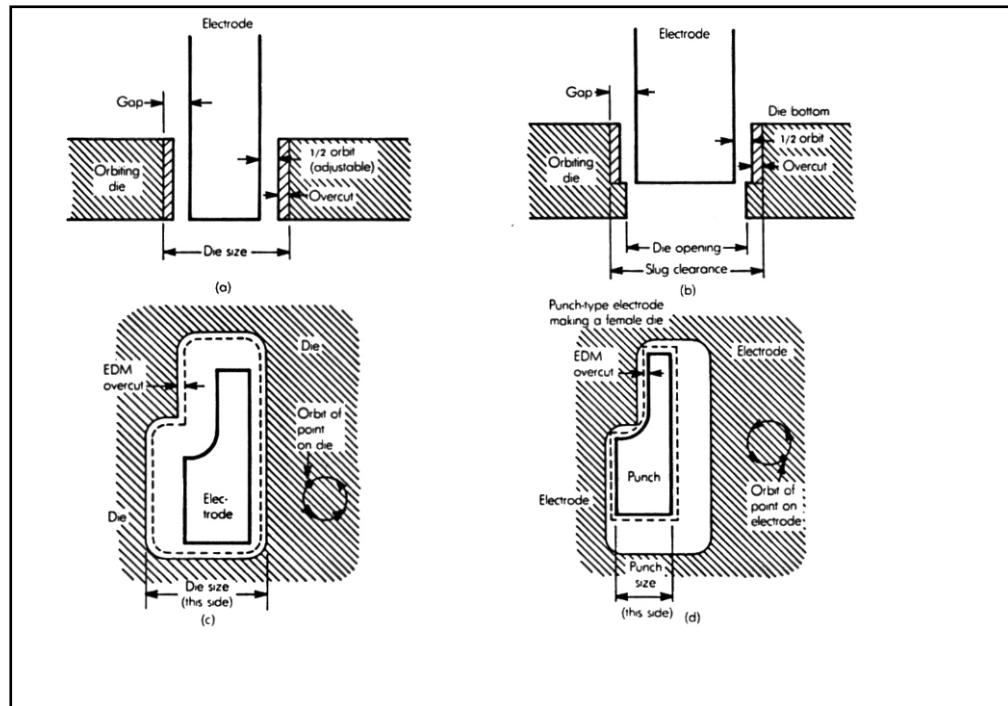 Electrode
Gap
1/2 orbit
(adjustable)
Orbiting
die
Overcut
Die size
(a)
Electrode
Gap
Die bottom
1/2 orbit
Orbiting
die
Overcut
Die opening
Slug clearance
(b)
Die
EDM
overcut
Orbit of
point
on die
Elec-
trode
Die
Die size
(this side)
(c)
Punch-type electrode
making a female die
EDM
overcut
Electrode
Punch
Electrode
Orbit of
point on
electrode
Punch
size
(this side)
(d)